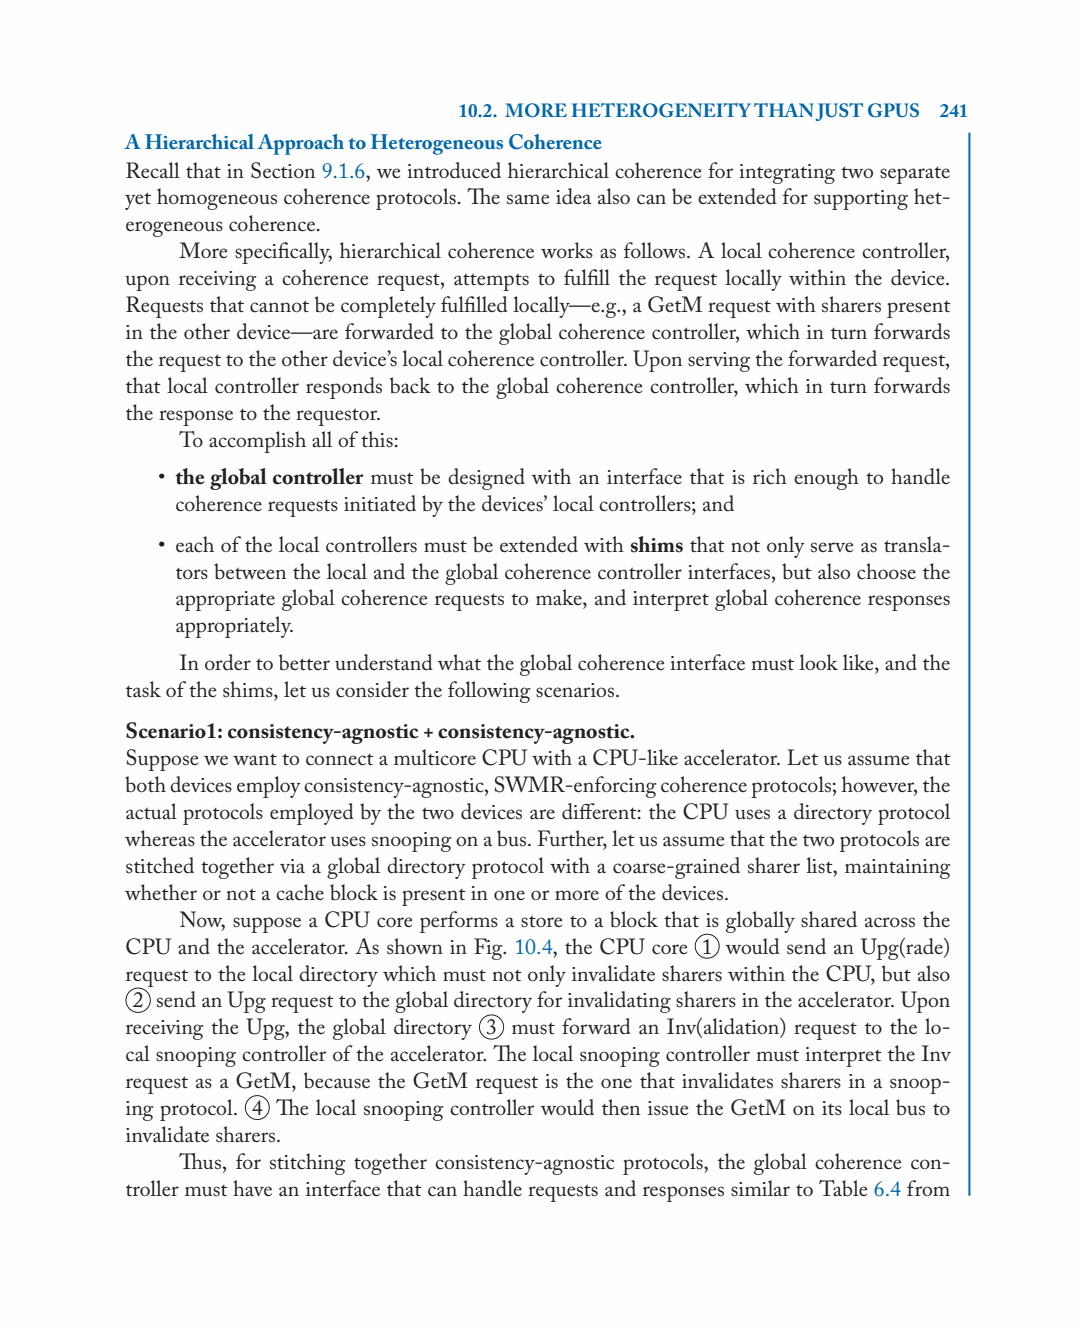 10.2. MORE HETEROGENEITY THAN JUST GPUS 241
A Hierarchical Approach to Heterogeneous Coherence
Recall that in Section 9.1.6, we introduced hierarchical coherence for integrating two separate
yet homogeneous coherence protocols. The same idea also can be extended for supporting het-
erogeneous coherence.
More specifically, hierarchical coherence works as follows. A local coherence controller,
upon receiving a coherence request, attempts to fulfill the request locally within the device.
Requests that cannot be completely fulfilled locally—e.g., a GetM request with sharers present
in the other device—are forwarded to the global coherence controller, which in turn forwards
the request to the other device's local coherence controller. Upon serving the forwarded request,
that local controller responds back to the global coherence controller, which in turn forwards
the response to the requestor.
To accomplish all of this:
• the global controller must be designed with an interface that is rich enough to handle
coherence requests initiated by the devices' local controllers; and
• each of the local controllers must be extended with shims that not only serve as transla-
tors between the local and the global coherence controller interfaces, but also choose the
appropriate global coherence requests to make, and interpret global coherence responses
appropriately.
In order to better understand what the global coherence interface must look like, and the
task of the shims, let us consider the following scenarios.
Scenario1: consistency-agnostic + consistency-agnostic.
Suppose we want to connect a multicore CPU with a CPU-like accelerator. Let us assume that
both devices employ consistency-agnostic, SWMR-enforcing coherence protocols; however, the
actual protocols employed by the two devices are different: the CPU uses a directory protocol
whereas the accelerator uses snooping on a bus. Further, let us assume that the two protocols are
stitched together via a global directory protocol with a coarse-grained sharer list, maintaining
whether or not a cache block is present in one or more of the devices.
Now, suppose a CPU core performs a store to a block that is globally shared across the
CPU and the accelerator. As shown in Fig. 10.4, the CPU core ① would send an Upg(rade)
request to the local directory which must not only invalidate sharers within the CPU, but also
② send an Upg request to the global directory for invalidating sharers in the accelerator. Upon
receiving the Upg, the global directory ③ must forward an Inv(alidation) request to the lo-
cal snooping controller of the accelerator. The local snooping controller must interpret the Inv
request as a GetM, because the GetM request is the one that invalidates sharers in a snoop-
ing protocol. ④ The local snooping controller would then issue the GetM on its local bus to
invalidate sharers.
Thus, for stitching together consistency-agnostic protocols, the global coherence con-
troller must have an interface that can handle requests and responses similar to Table 6.4 from